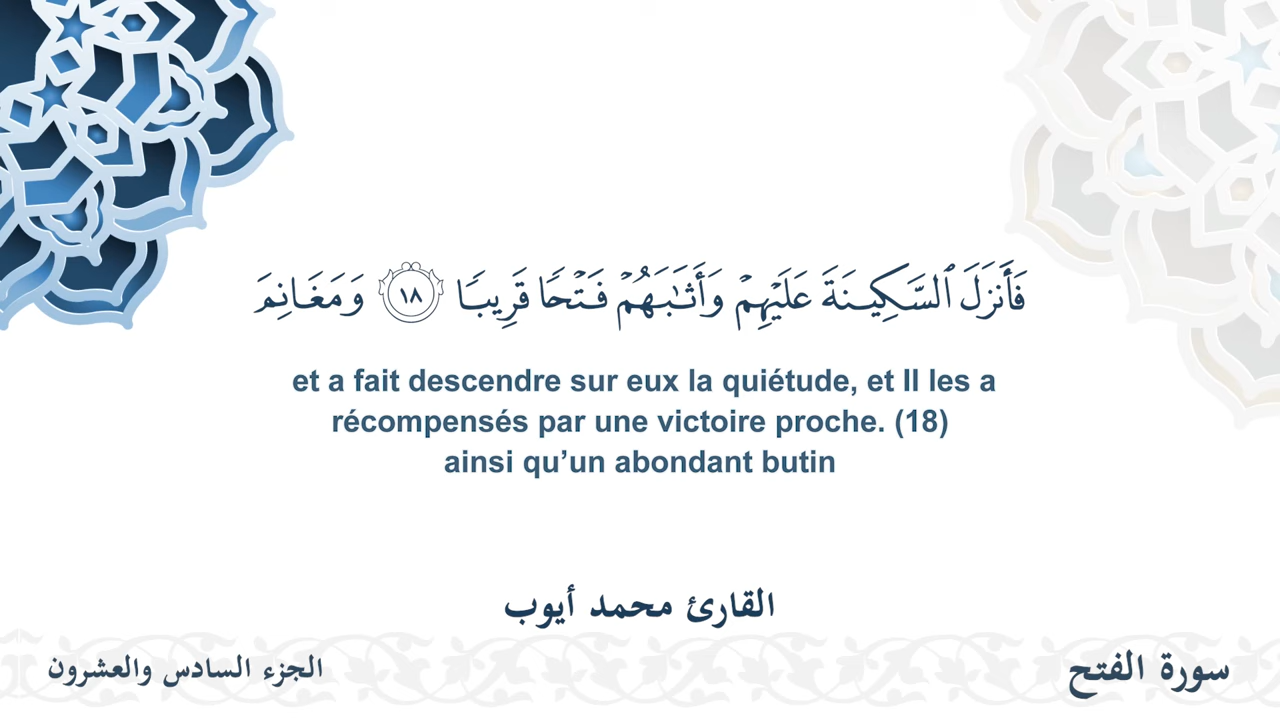 فَأَنزَلَ ٱلسَّكِينَةَ عَلَيْهِمْ وَأَثَٰبَهُمْ فَتْحًا قَرِيبًا ١٨ وَمَغَانِمَ
et a fait descendre sur eux la quiétude, et Il les a
récompensés par une victoire proche. (18)
ainsi qu’un abondant butin
القارئ محمد أيوب
سورة الفتح
الجزء السادس والعشرون